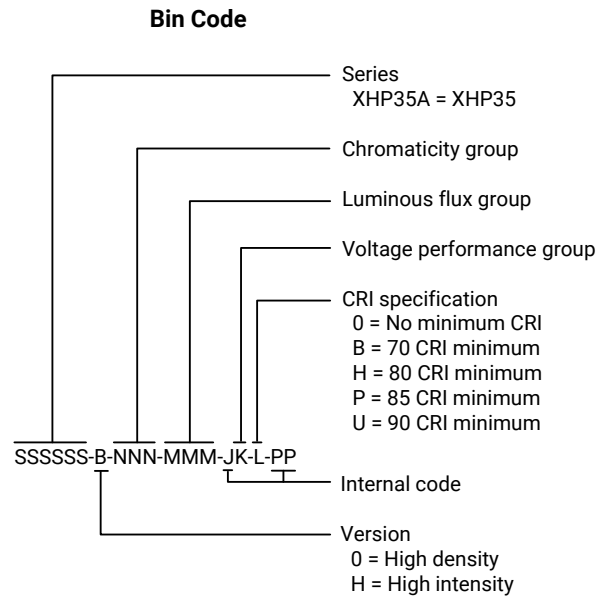 Bin Code
Series
XHP35A = XHP35
Chromaticity group
Luminous flux group
Voltage performance group
CRI specification
0 = No minimum CRI
B = 70 CRI minimum
H = 80 CRI minimum
P = 85 CRI minimum
U = 90 CRI minimum
SSSSSS-B-NNN-MMM-JK-L-PP
Internal code
Version
0 = High density
H = High intensity